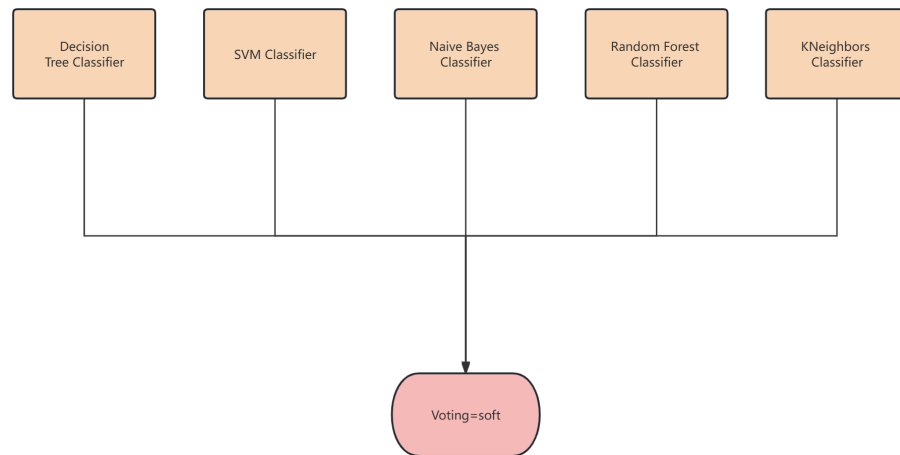 Decision
Tree Classifier
SVM Classifier
Naive Bayes
Classifier
Random Forest
Classifier
KNeighbors
Classifier
Voting=soft